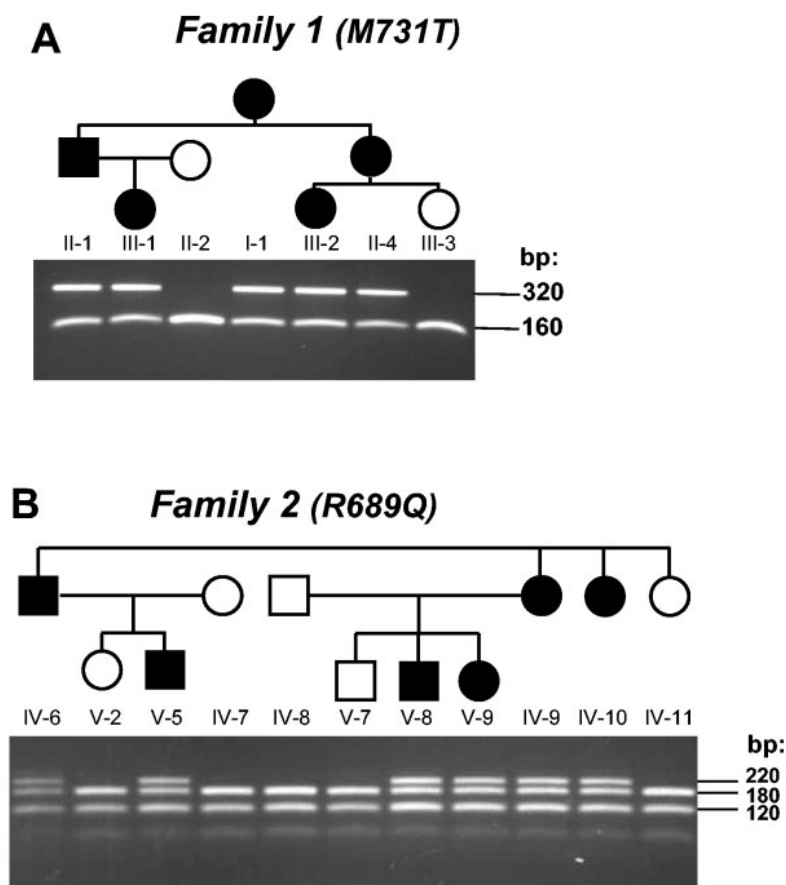 A Family 1 (M731T)
II-1 III-1 II-2 I-1 III-2 II-4 III-3
bp:
320
160
B Family 2 (R689Q)
IV-6 V-2 V-5 IV-7 IV-8 V-7 V-8 V-9 IV-9 IV-10 IV-11
bp:
220
180
120